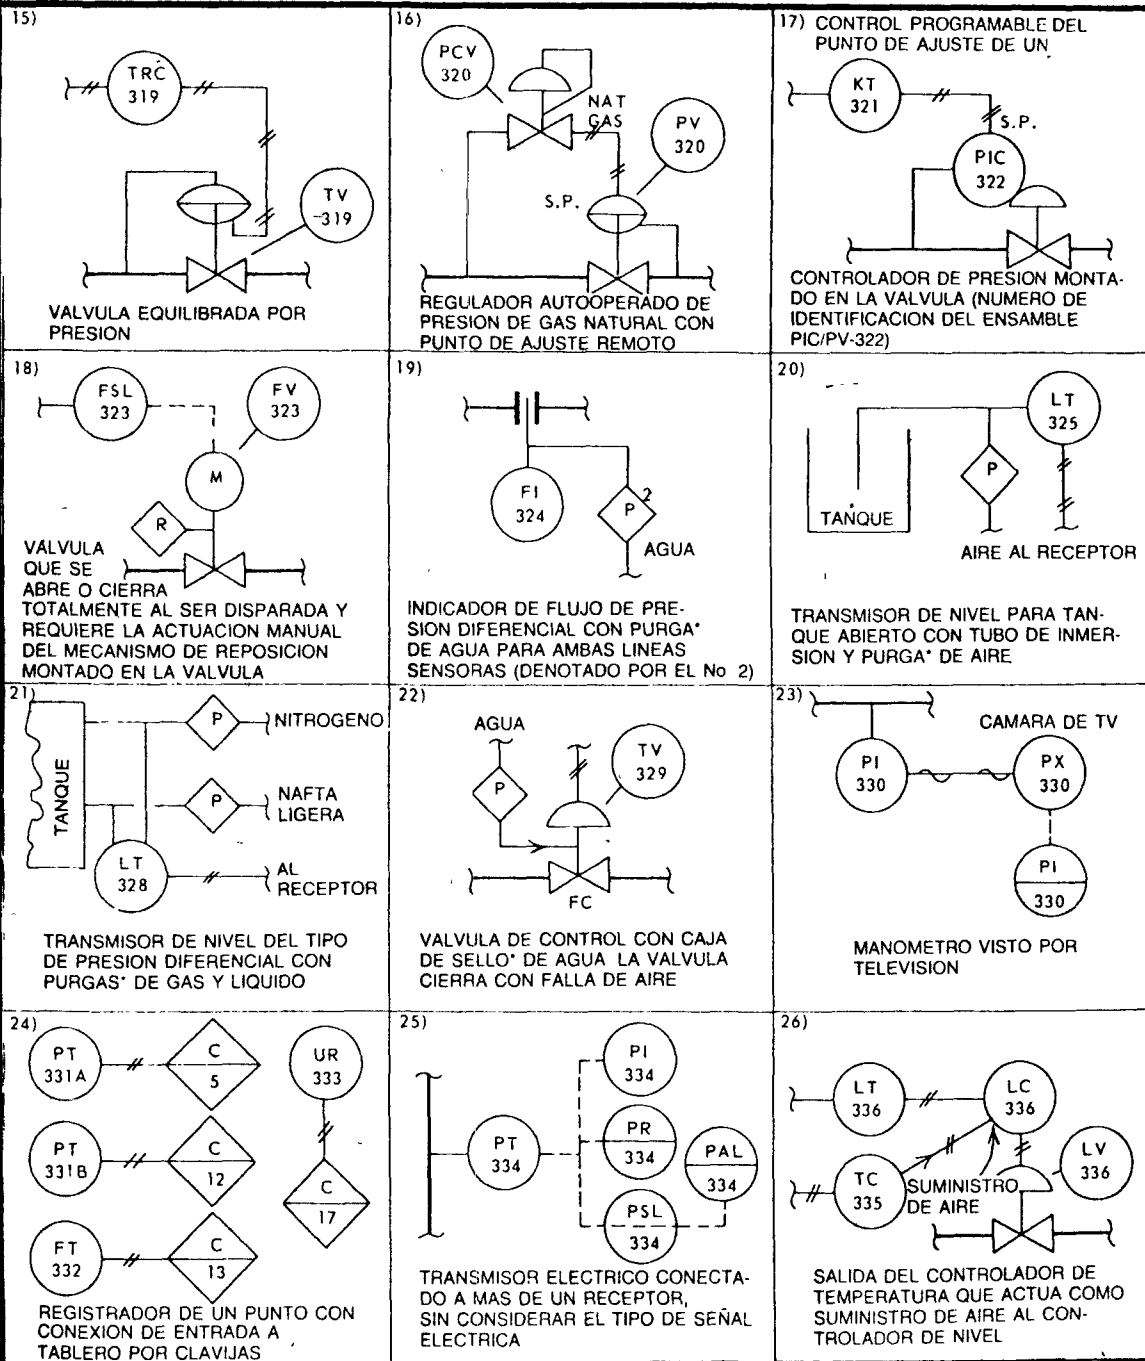 15)
TRC
319
TV
-319
VALVULA EQUILIBRADA POR
PRESION
16)
PCV
320
NAT
GAS
PV
320
S.P.
REGULADOR AUTOOPERADO DE
PRESION DE GAS NATURAL CON
PUNTO DE AJUSTE REMOTO
17) CONTROL PROGRAMABLE DEL
PUNTO DE AJUSTE DE UN
KT
321
S.P.
PIC
322
CONTROLADOR DE PRESION MONTA-
DO EN LA VALVULA (NUMERO DE
IDENTIFICACION DEL ENSAMBLE
PIC/PV-322)
18)
FSL
323
FV
323
M
R
VALVULA
QUE SE
ABRE O CIERRA
TOTALMENTE AL SER DISPARADA Y
REQUIERE LA ACTUACION MANUAL
DEL MECANISMO DE REPOSICION
MONTADO EN LA VALVULA
19)
FI
324
2
P
AGUA
INDICADOR DE FLUJO DE PRE-
SION DIFERENCIAL CON PURGA*
DE AGUA PARA AMBAS LINEAS
SENSORAS (DENOTADO POR EL No 2)
20)
LT
325
P
TANQUE
AIRE AL RECEPTOR
TRANSMISOR DE NIVEL PARA TAN-
QUE ABIERTO CON TUBO DE INMER-
SION Y PURGA* DE AIRE
21)
TANQUE
P
NITROGENO
P
NAFTA
LIGERA
LT
328
AL
RECEPTOR
TRANSMISOR DE NIVEL DEL TIPO
DE PRESION DIFERENCIAL CON
PURGAS* DE GAS Y LIQUIDO
22)
AGUA
P
TV
329
FC
VALVULA DE CONTROL CON CAJA
DE SELLO* DE AGUA LA VALVULA
CIERRA CON FALLA DE AIRE
23)
CAMARA DE TV
PI
330
PX
330
PI
330
MANOMETRO VISTO POR
TELEVISION
24)
PT
331A
C
5
UR
333
PT
331B
C
12
C
17
FT
332
C
13
REGISTRADOR DE UN PUNTO CON
CONEXION DE ENTRADA A
TABLERO POR CLAVIJAS
25)
PI
334
PT
334
PR
334
PAL
334
PSL
334
TRANSMISOR ELECTRICO CONECTA-
DO A MAS DE UN RECEPTOR,
SIN CONSIDERAR EL TIPO DE SEÑAL
ELECTRICA
26)
LT
336
LC
336
TC
335
SUMINISTRO
DE AIRE
LV
336
SALIDA DEL CONTROLADOR DE
TEMPERATURA QUE ACTUA COMO
SUMINISTRO DE AIRE AL CON-
TROLADOR DE NIVEL